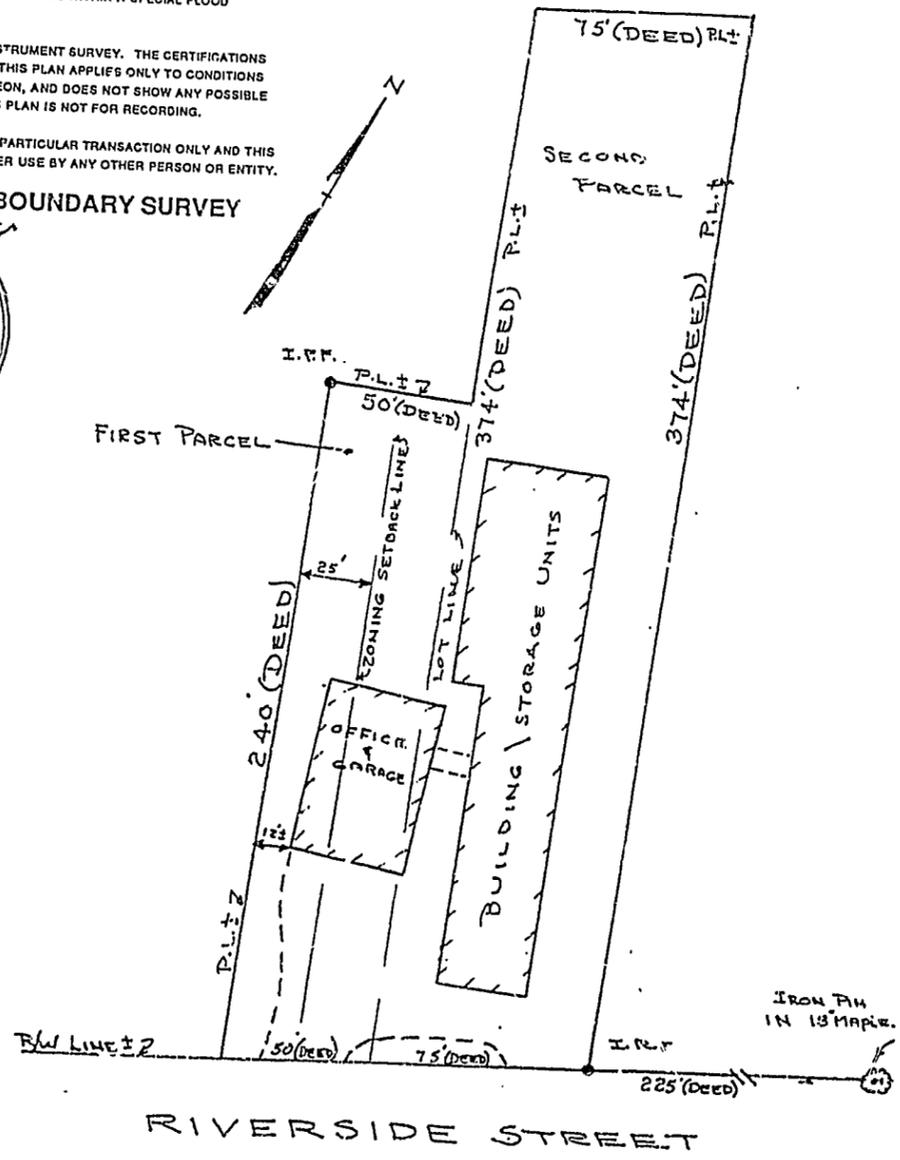 SPECIAL FLOOD
STRUMENT SURVEY. THE CERTIFICATIONS
THIS PLAN APPLIES ONLY TO CONDITIONS
EON, AND DOES NOT SHOW ANY POSSIBLE
PLAN IS NOT FOR RECORDING.
PARTICULAR TRANSACTION ONLY AND THIS
ER USE BY ANY OTHER PERSON OR ENTITY.
BOUNDARY SURVEY
N
75' (DEED) P.L.±
SECOND
PARCEL
P.L.±
P.L.±
374' (DEED)
374' (DEED)
P.L.±
50' (DEED)
FIRST PARCEL
ZONING SETBACK LINE
25'
LOT LINE
240' (DEED)
OFFICE
&
GARAGE
BUILDING / STORAGE UNITS
12'±
P.L.±
R/W LINE ±
50' (DEED)
75' (DEED)
225' (DEED)
IRON PIN
IN MAPLE.
RIVERSIDE STREET